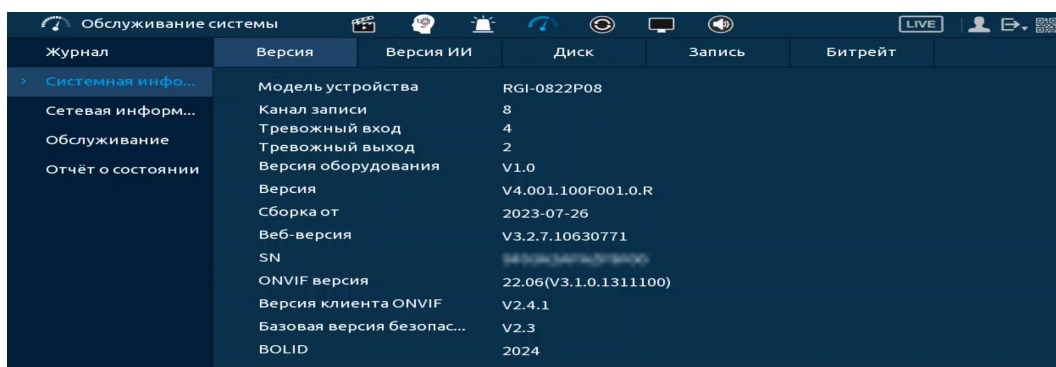 Обслуживание системы LIVE
Журнал Версия Версия ИИ Диск Запись Битрейт
> Системная инфо...
Сетевая информ...
Обслуживание
Отчёт о состоянии
Модель устройства RGI-0822P08
Канал записи 8
Тревожный вход 4
Тревожный выход 2
Версия оборудования V1.0
Версия V4.001.100F001.0.R
Сборка от 2023-07-26
Веб-версия V3.2.7.10630771
SN
ONVIF версия 22.06(V3.1.0.1311100)
Версия клиента ONVIF V2.4.1
Базовая версия безопас... V2.3
BOLID 2024